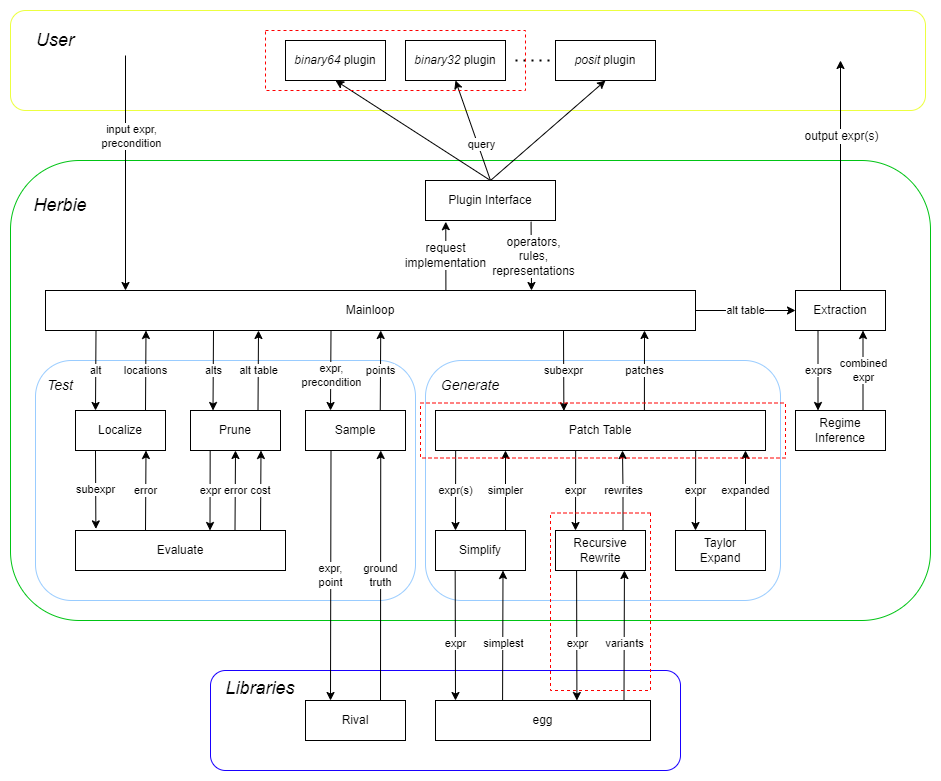 User
binary64 plugin
binary32 plugin
.....
posit plugin
input expr,
precondition
query
output expr(s)
Herbie
Plugin Interface
request
implementation
operators,
rules,
representations
Mainloop
alt table
Extraction
alt
locations
alts
alt table
expr,
precondition
points
subexpr
patches
exprs
combined
expr
Test
Generate
Localize
Prune
Sample
Patch Table
Regime
Inference
subexpr
error
expr
error
cost
expr(s)
simpler
expr
rewrites
expr
expanded
Evaluate
Simplify
Recursive
Rewrite
Taylor
Expand
expr,
point
ground
truth
expr
simplest
expr
variants
Libraries
Rival
egg